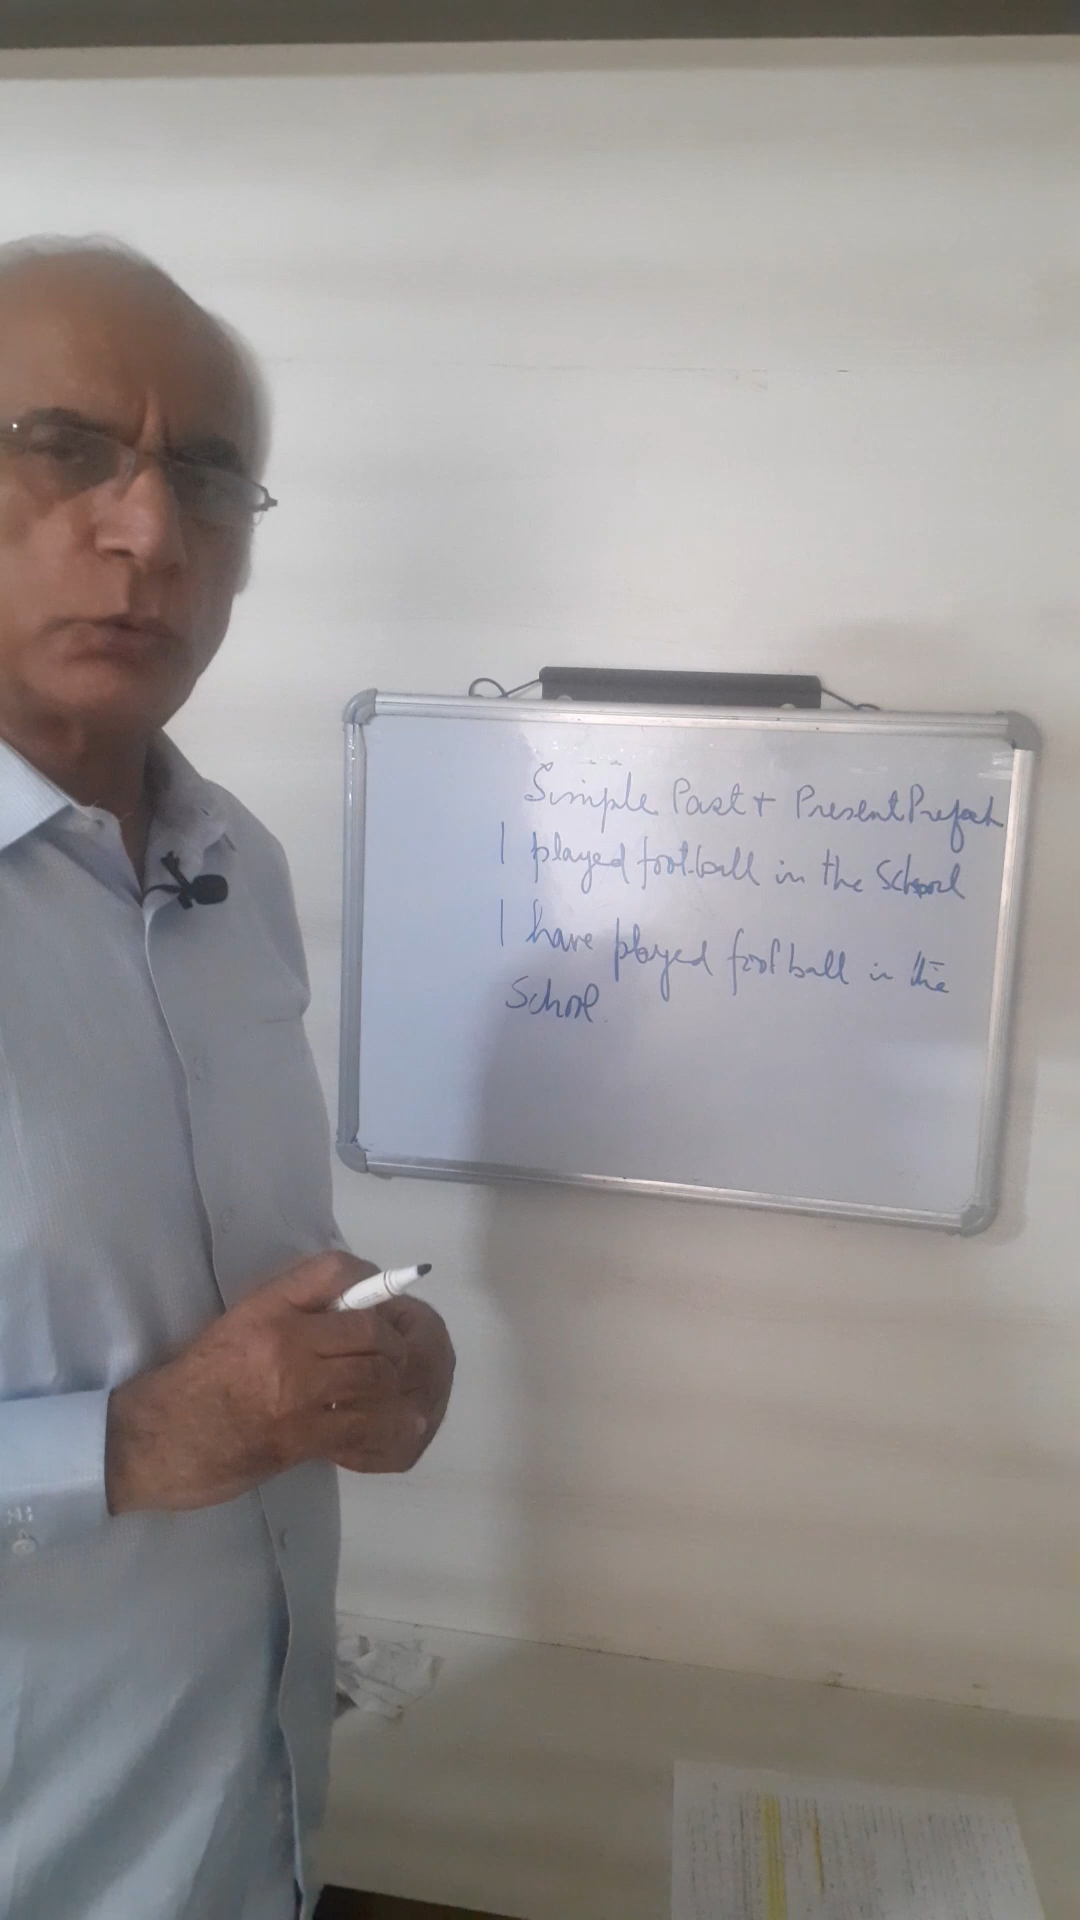 Simple Past + Present Prefect
I played football in the School
I have played football in the
School.